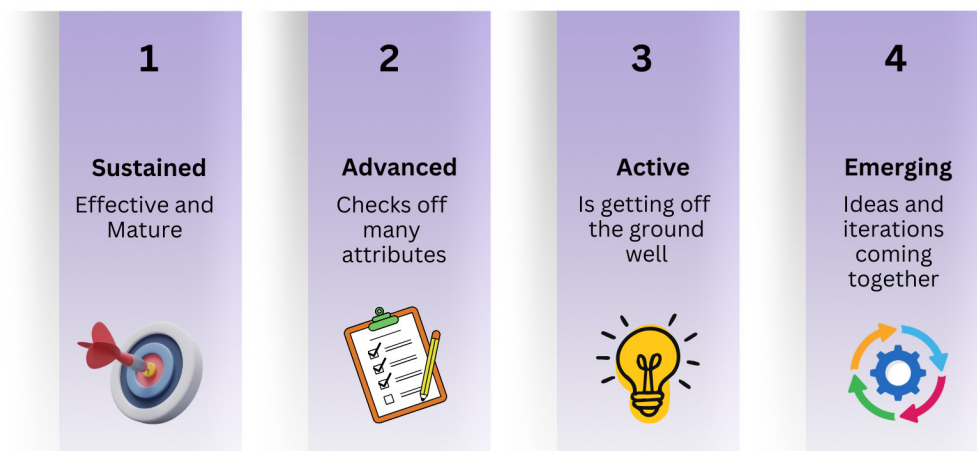 1
Sustained
Effective and
Mature
2
Advanced
Checks off
many
attributes
3
Active
Is getting off
the ground
well
4
Emerging
Ideas and
iterations
coming
together